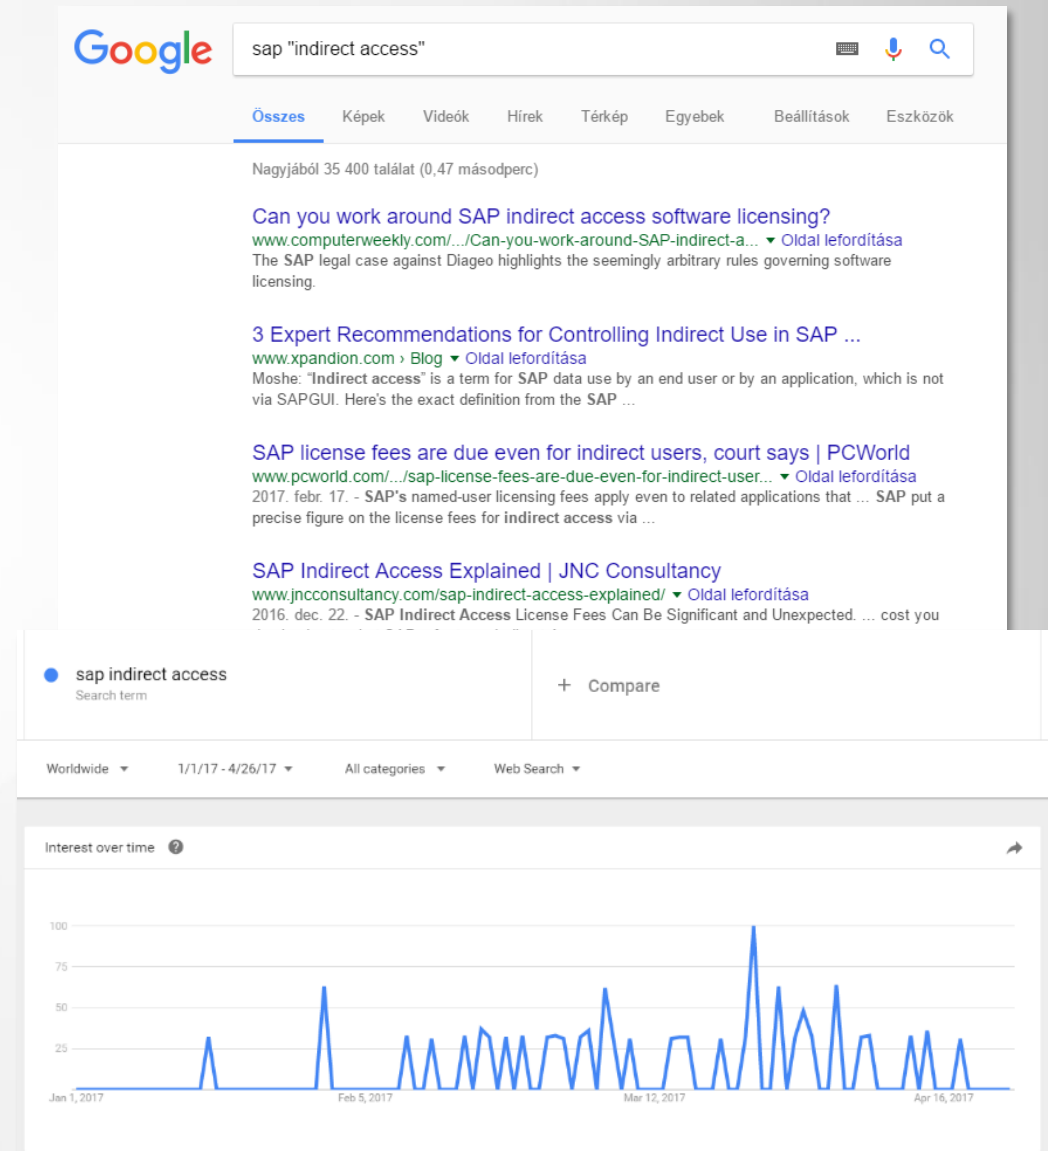 Google
sap "indirect access"
Összes Képek Videók Hírek Térkép Egyebek Beállítások Eszközök
Nagyjából 35 400 találat (0,47 másodperc)
Can you work around SAP indirect access software licensing?
www.computerweekly.com/.../Can-you-work-around-SAP-indirect-a... ▼ Oldal lefordítása
The SAP legal case against Diageo highlights the seemingly arbitrary rules governing software
licensing.
3 Expert Recommendations for Controlling Indirect Use in SAP ...
www.xpandion.com › Blog ▼ Oldal lefordítása
Moshe: “Indirect access” is a term for SAP data use by an end user or by an application, which is not
via SAPGUI. Here's the exact definition from the SAP ...
SAP license fees are due even for indirect users, court says | PCWorld
www.pcworld.com/.../sap-license-fees-are-due-even-for-indirect-user... ▼ Oldal lefordítása
2017. febr. 17. - SAP's named-user licensing fees apply even to related applications that ... SAP put a
precise figure on the license fees for indirect access via ...
SAP Indirect Access Explained | JNC Consultancy
www.jncconsultancy.com/sap-indirect-access-explained/ ▼ Oldal lefordítása
2016. dec. 22. - SAP Indirect Access License Fees Can Be Significant and Unexpected. ... cost you
sap indirect access
Search term
+ Compare
Worldwide 1/1/17 - 4/26/17 All categories Web Search
Interest over time ?
100
75
50
25
Jan 1, 2017 Feb 5, 2017 Mar 12, 2017 Apr 16, 2017